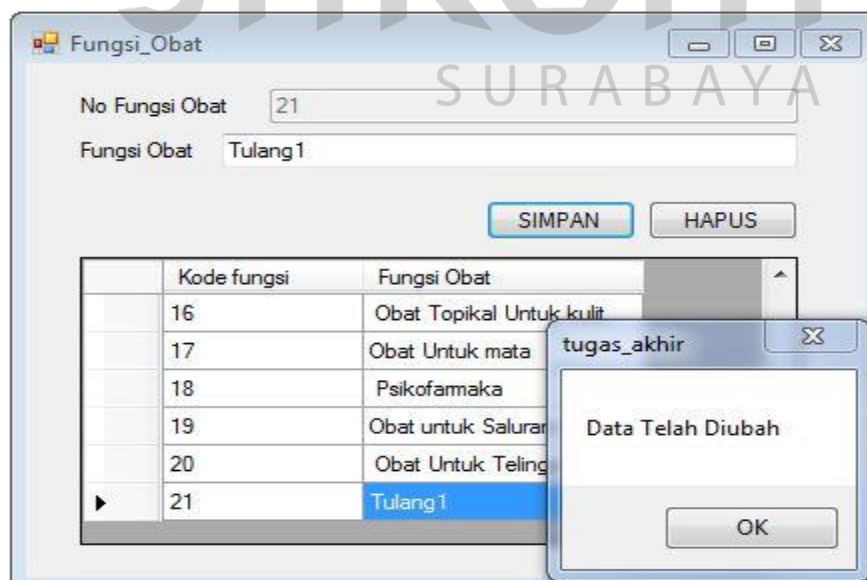 Fungsi_Obat
SURABAYA
No Fungsi Obat 21
Fungsi Obat Tulang1
SIMPAN HAPUS
Kode fungsi Fungsi Obat
16 Obat Topikal Untuk kulit
17 Obat Untuk mata
18 Psikofarmaka
19 Obat untuk
20 Obat Untuk
21 Tulang1
tugas_akhir
Data Telah Diubah
OK